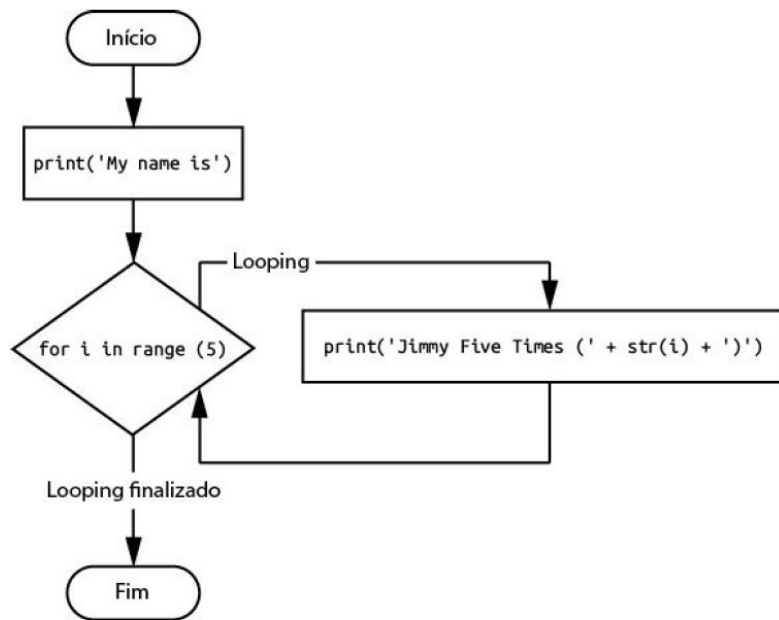 Início
print('My name is')
Looping
for i in range (5)
print('Jimmy Five Times (' + str(i) + ')')
Looping finalizado
Fim